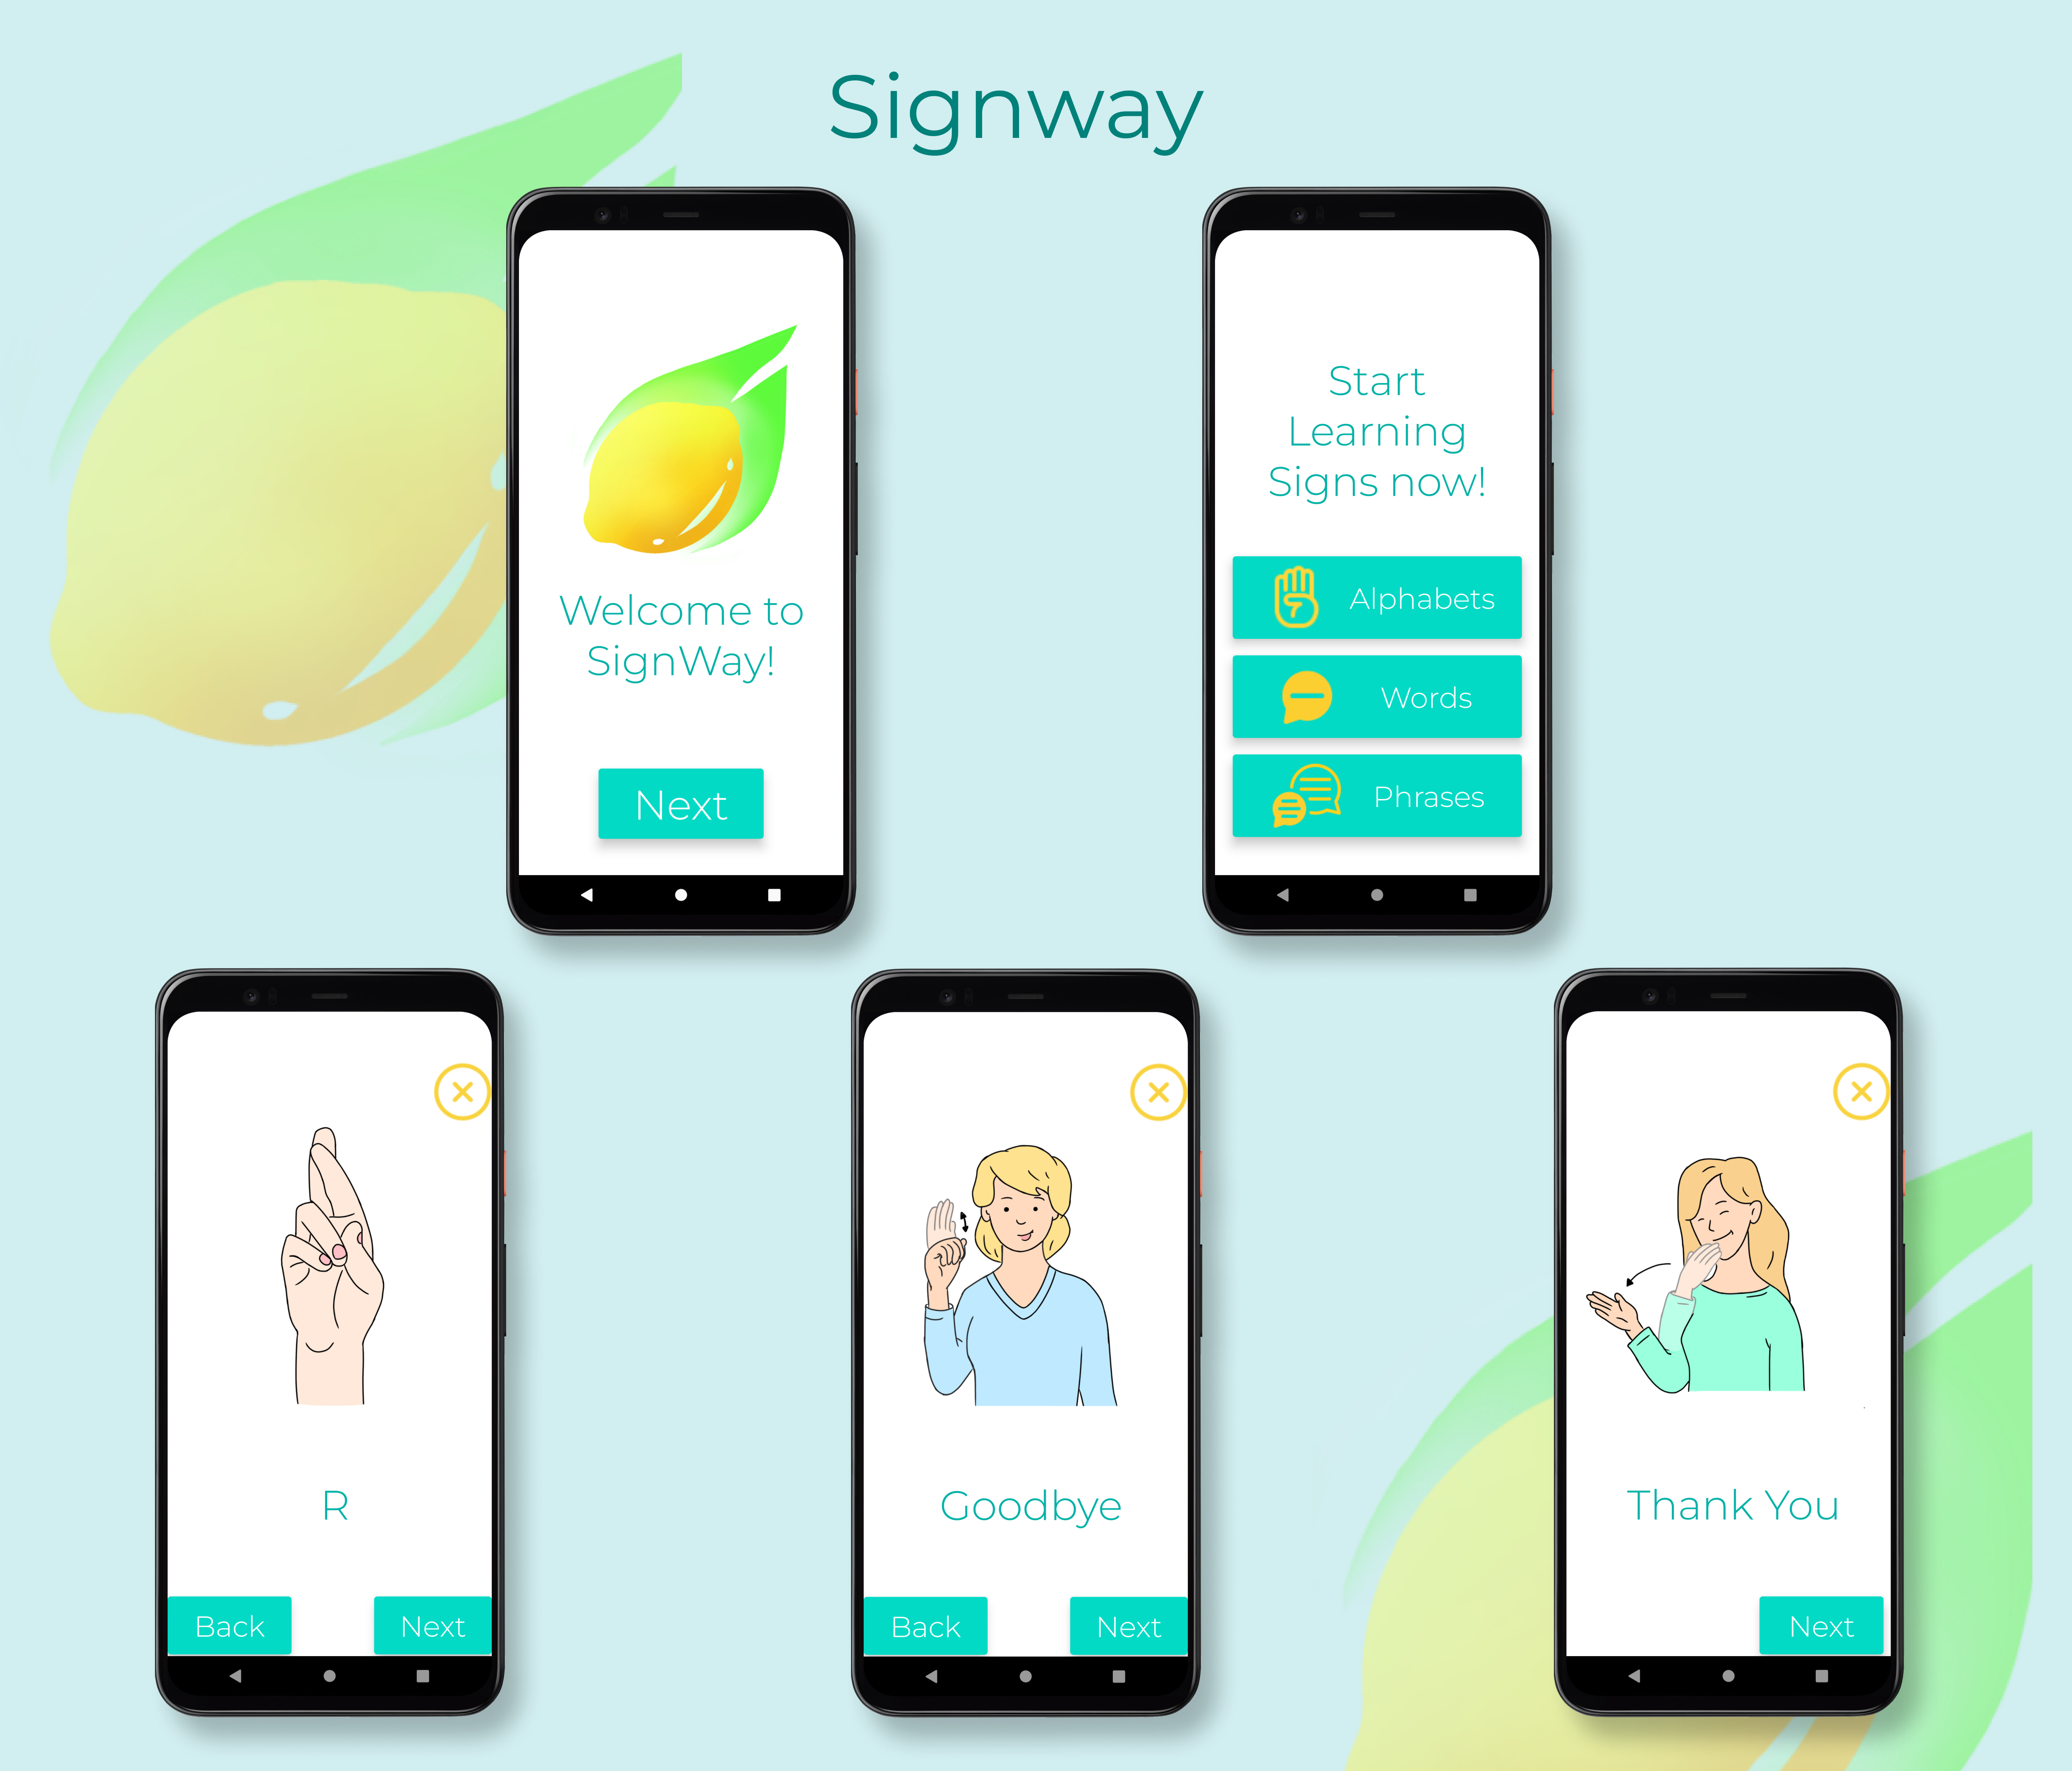 Signway
Welcome to
SignWay!
Next
Start
Learning
Signs now!
Alphabets
Words
Phrases
R
Back
Next
Goodbye
Back
Next
Thank You
Next